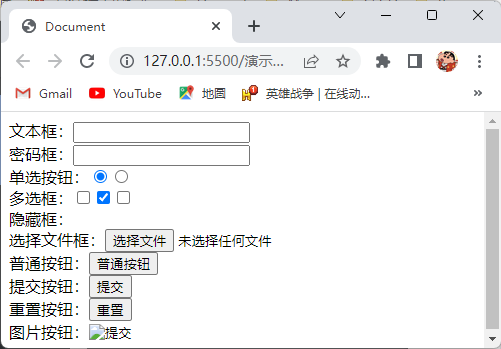 Document
127.0.0.1:5500/演示...
Gmail YouTube 地图 英雄战争 | 在线动...
文本框：
密码框：
单选按钮：
多选框：
隐藏框：
选择文件框： 选择文件 未选择任何文件
普通按钮： 普通按钮
提交按钮： 提交
重置按钮： 重置
图片按钮： 提交